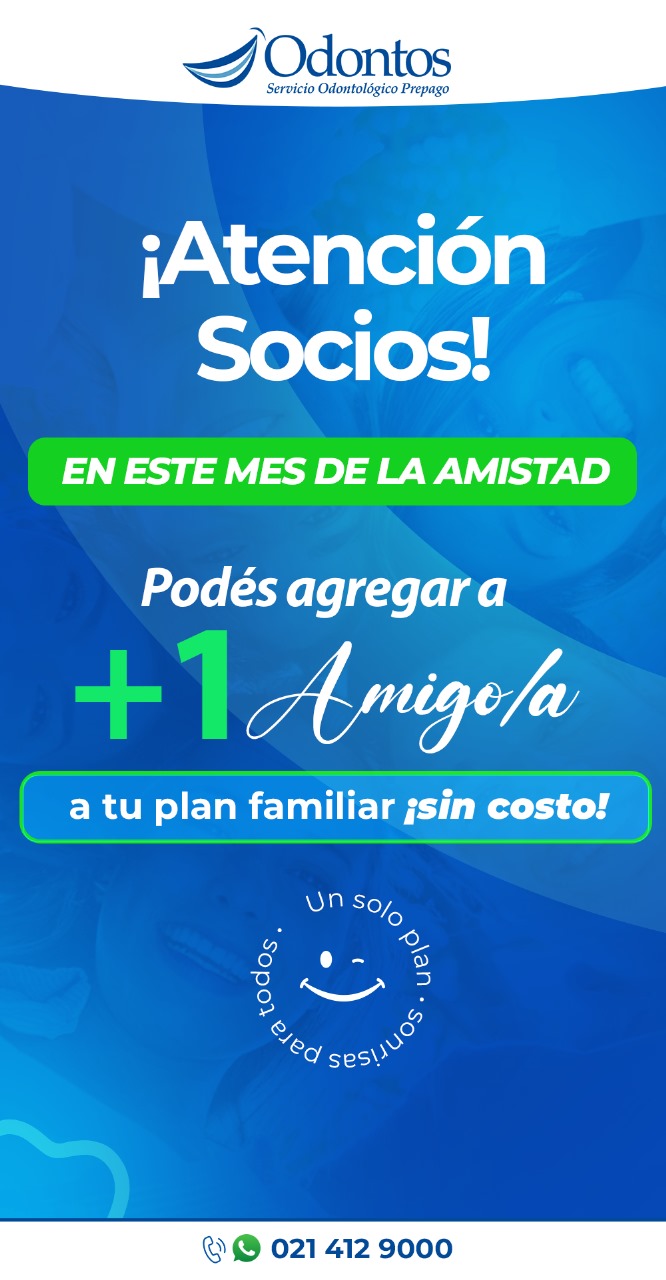 Odontos
Servicio Odontológico Prepago
¡Atención
Socios!
EN ESTE MES DE LA AMISTAD
Podés agregar a
+1 Amigo/a
a tu plan familiar ¡sin costo!
Un solo plan · sonrisas para todos ·
021 412 9000